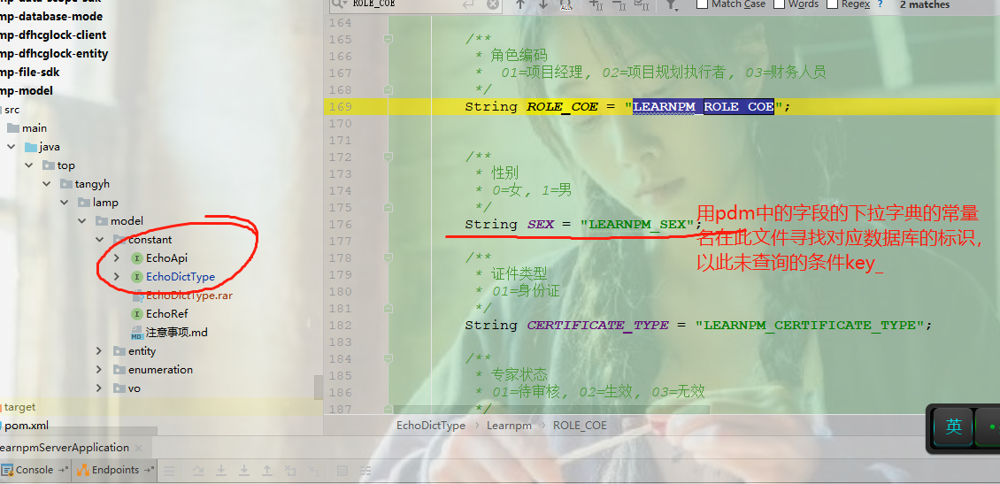 ROLE_COE
Match Case
Words
Regex
?
2 matches
mp-database-mode
mp-dfhcglock-client
mp-dfhcglock-entity
mp-file-sdk
mp-model
src
main
java
top
tangyh
lamp
model
constant
EchoApi
EchoDictType
EchoDictType.rar
EchoRef
注意事项.md
entity
enumeration
vo
target
pom.xml
164
165 /**
166 * 角色编码
167 * 01=项目经理, 02=项目规划执行者, 03=财务人员
168 */
169 String ROLE_COE = "LEARNPM_ROLE_COE";
170
171
172 /**
173 * 性别
174 * 0=女, 1=男
175 */
176 String SEX = "LEARNPM_SEX";
177
178 /**
179 * 证件类型
180 * 01=身份证
181 */
182 String CERTIFICATE_TYPE = "LEARNPM_CERTIFICATE_TYPE";
183
184 /**
185 * 专家状态
186 * 01=待审核, 02=生效, 03=无效
187 */
用pdm中的字段的下拉字典的常量
名在此文件寻找对应数据库的标识，
以此未查询的条件key_
EchoDictType > Learnpm > ROLE_COE
earnpmServerApplication ×
Console
Endpoints
英